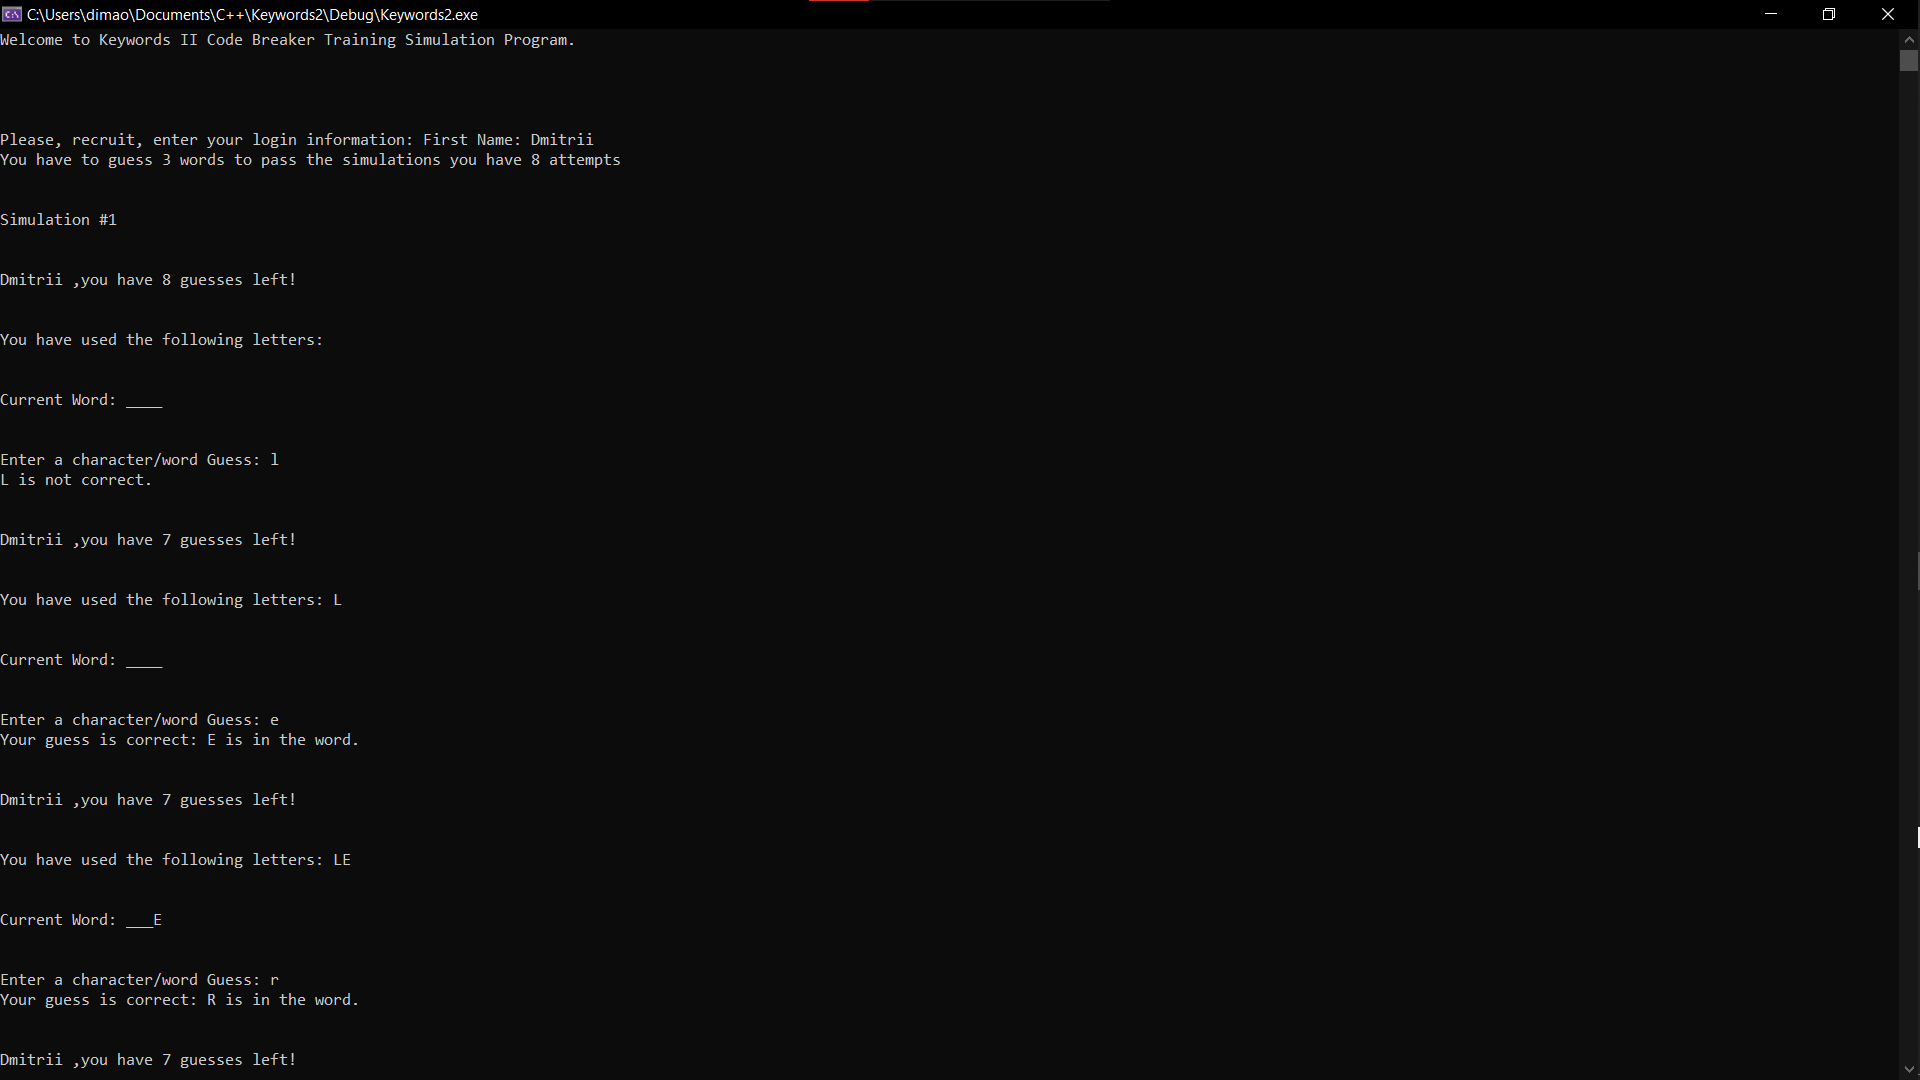 C:\Users\dimao\Documents\C++\Keywords2\Debug\Keywords2.exe
Welcome to Keywords II Code Breaker Training Simulation Program.
Please, recruit, enter your login information: First Name: Dmitrii
You have to guess 3 words to pass the simulations you have 8 attempts
Simulation #1
Dmitrii ,you have 8 guesses left!
You have used the following letters:
Current Word: ____
Enter a character/word Guess: l
L is not correct.
Dmitrii ,you have 7 guesses left!
You have used the following letters: L
Current Word: ____
Enter a character/word Guess: e
Your guess is correct: E is in the word.
Dmitrii ,you have 7 guesses left!
You have used the following letters: LE
Current Word: ___E
Enter a character/word Guess: r
Your guess is correct: R is in the word.
Dmitrii ,you have 7 guesses left!